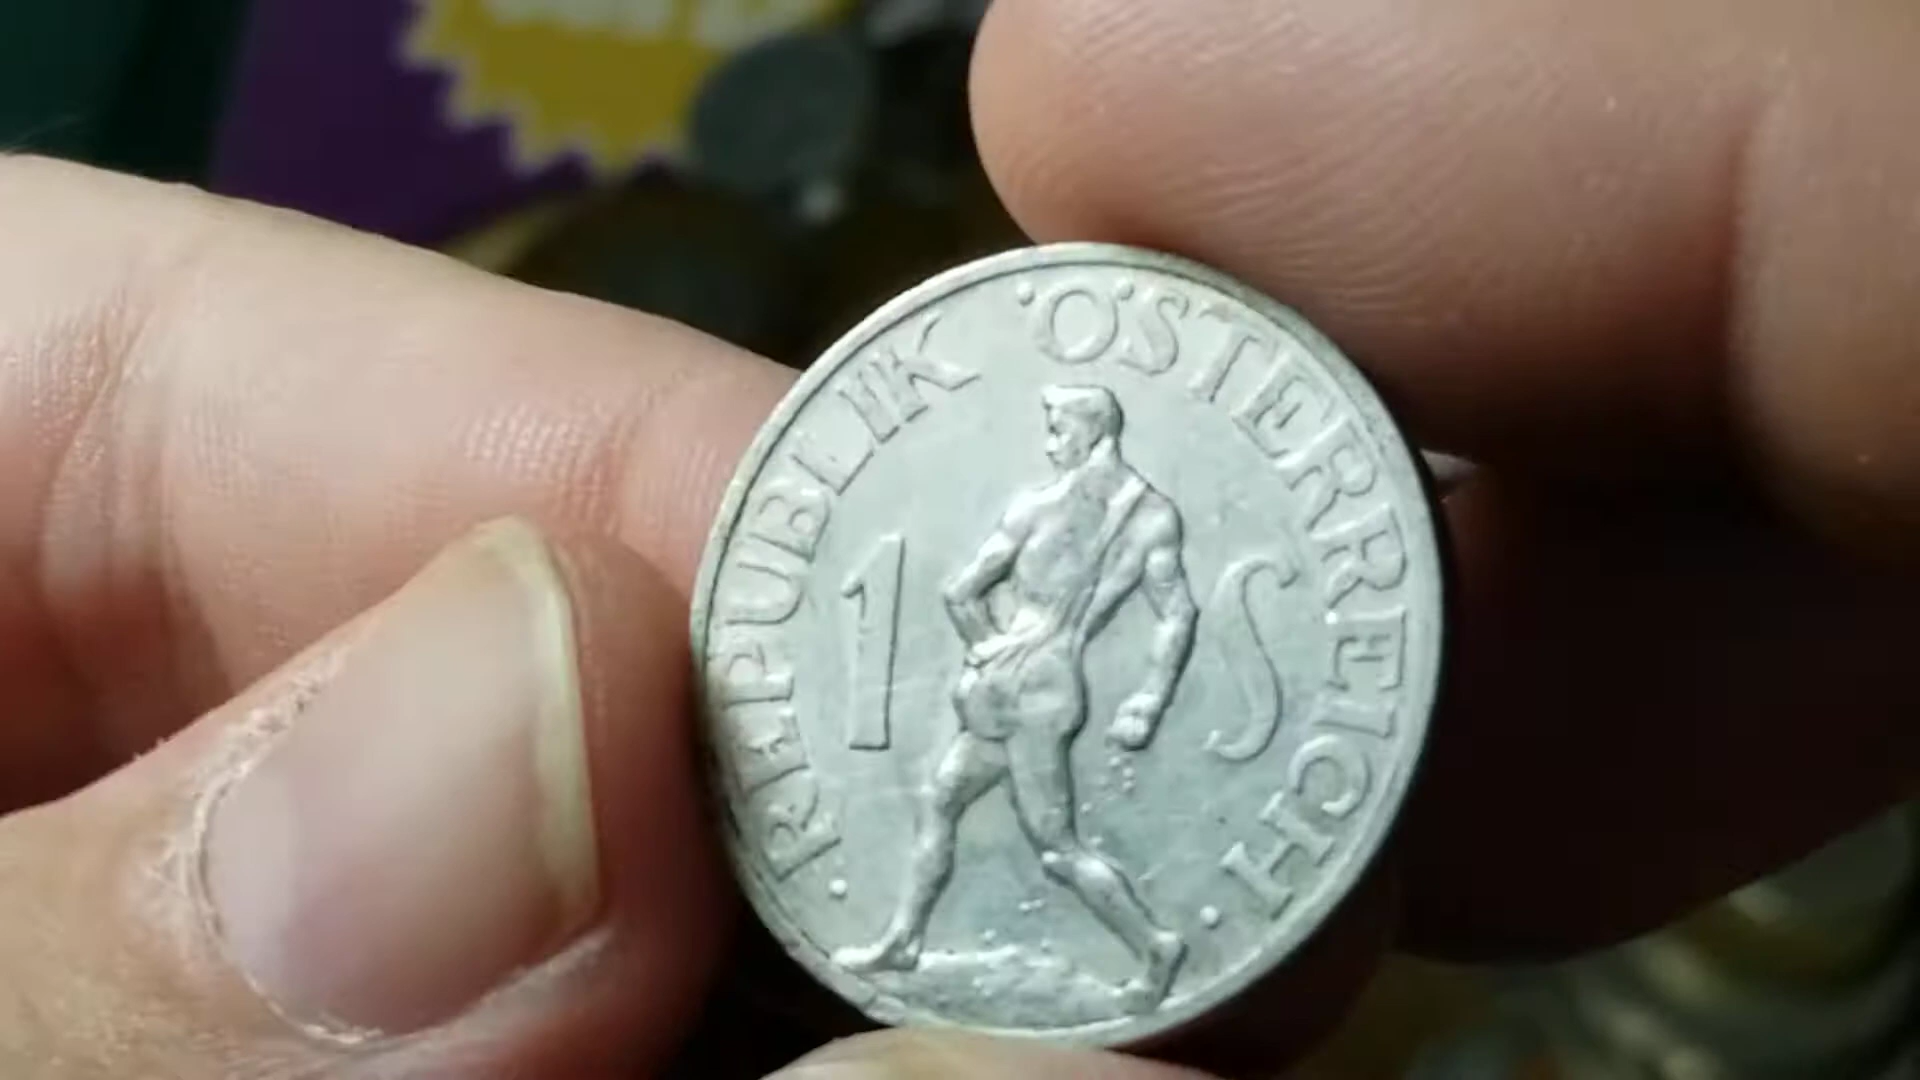 · REPUBLIK · ÖSTERREICH ·
1 S